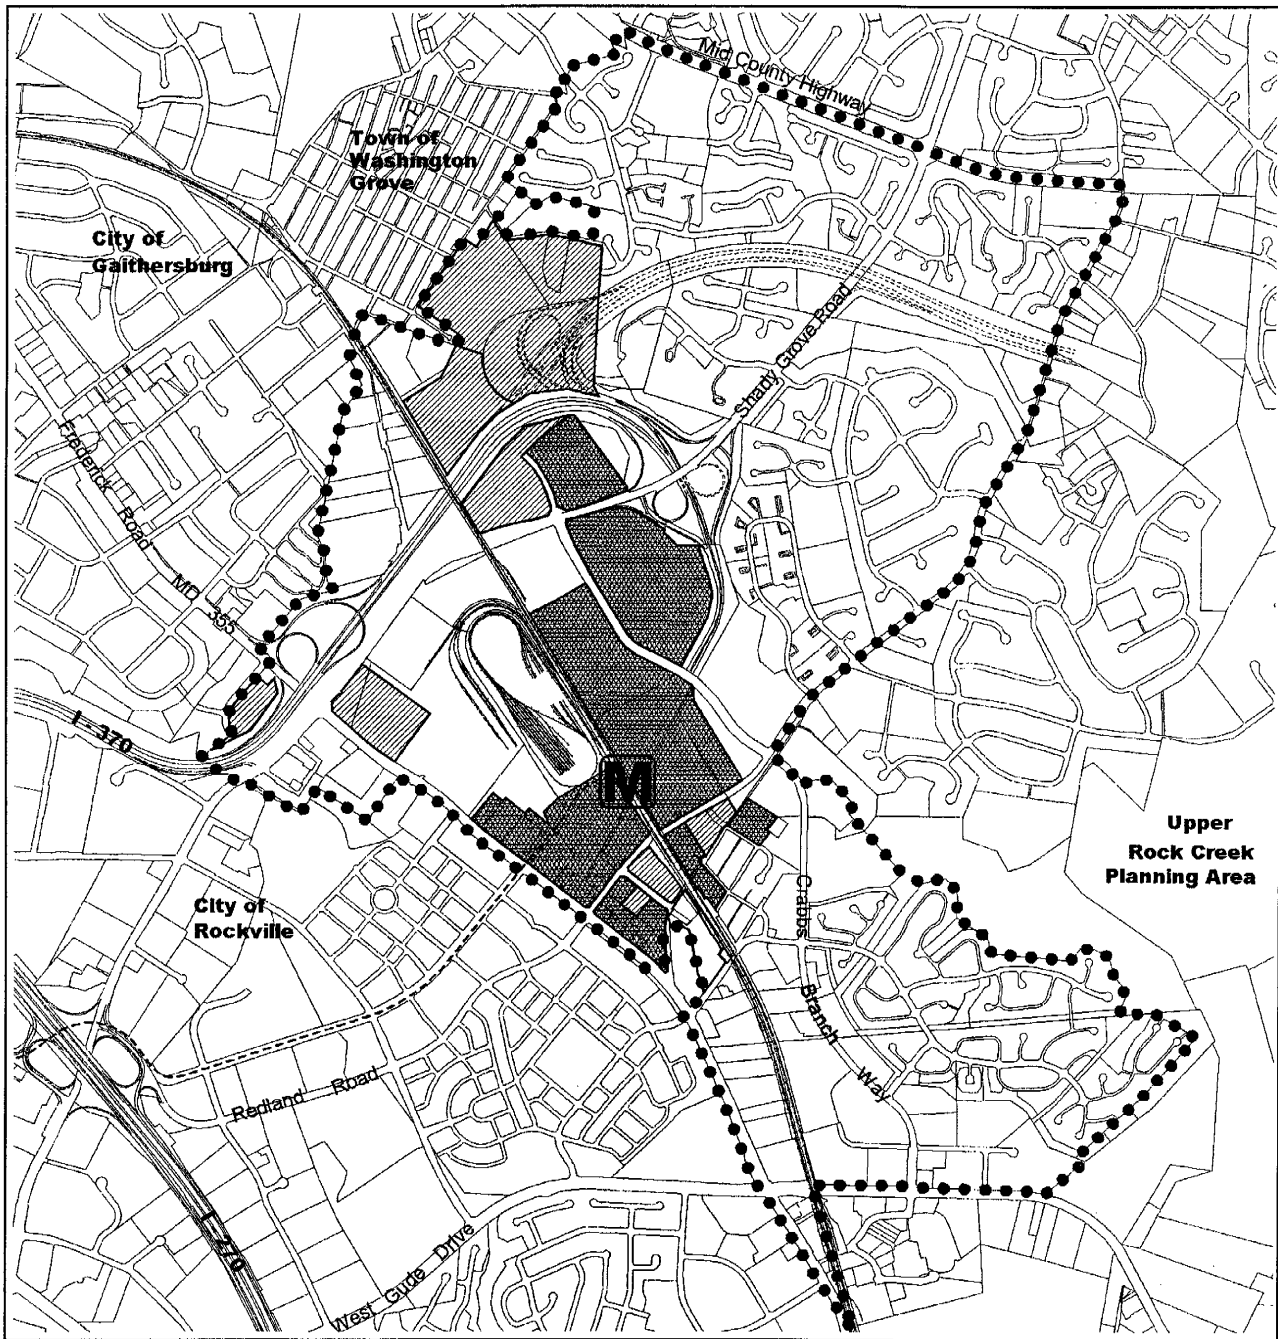 Mid County Highway
Town of
Washington
Grove
City of
Gaithersburg
Shady Grove Road
Frederick Road MD 355
I - 370
M
Upper
Rock Creek
Planning Area
City of
Rockville
Crabbs Branch Way
Redland Road
I - 270
West Gude Drive